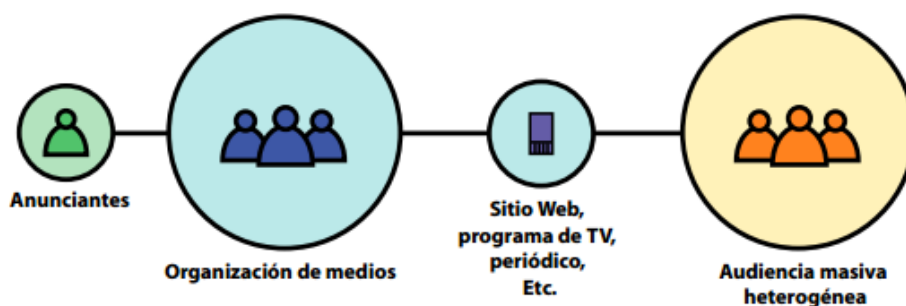 Anunciantes
Organización de medios
Sitio Web,
programa de TV,
periódico,
Etc.
Audiencia masiva
heterogénea